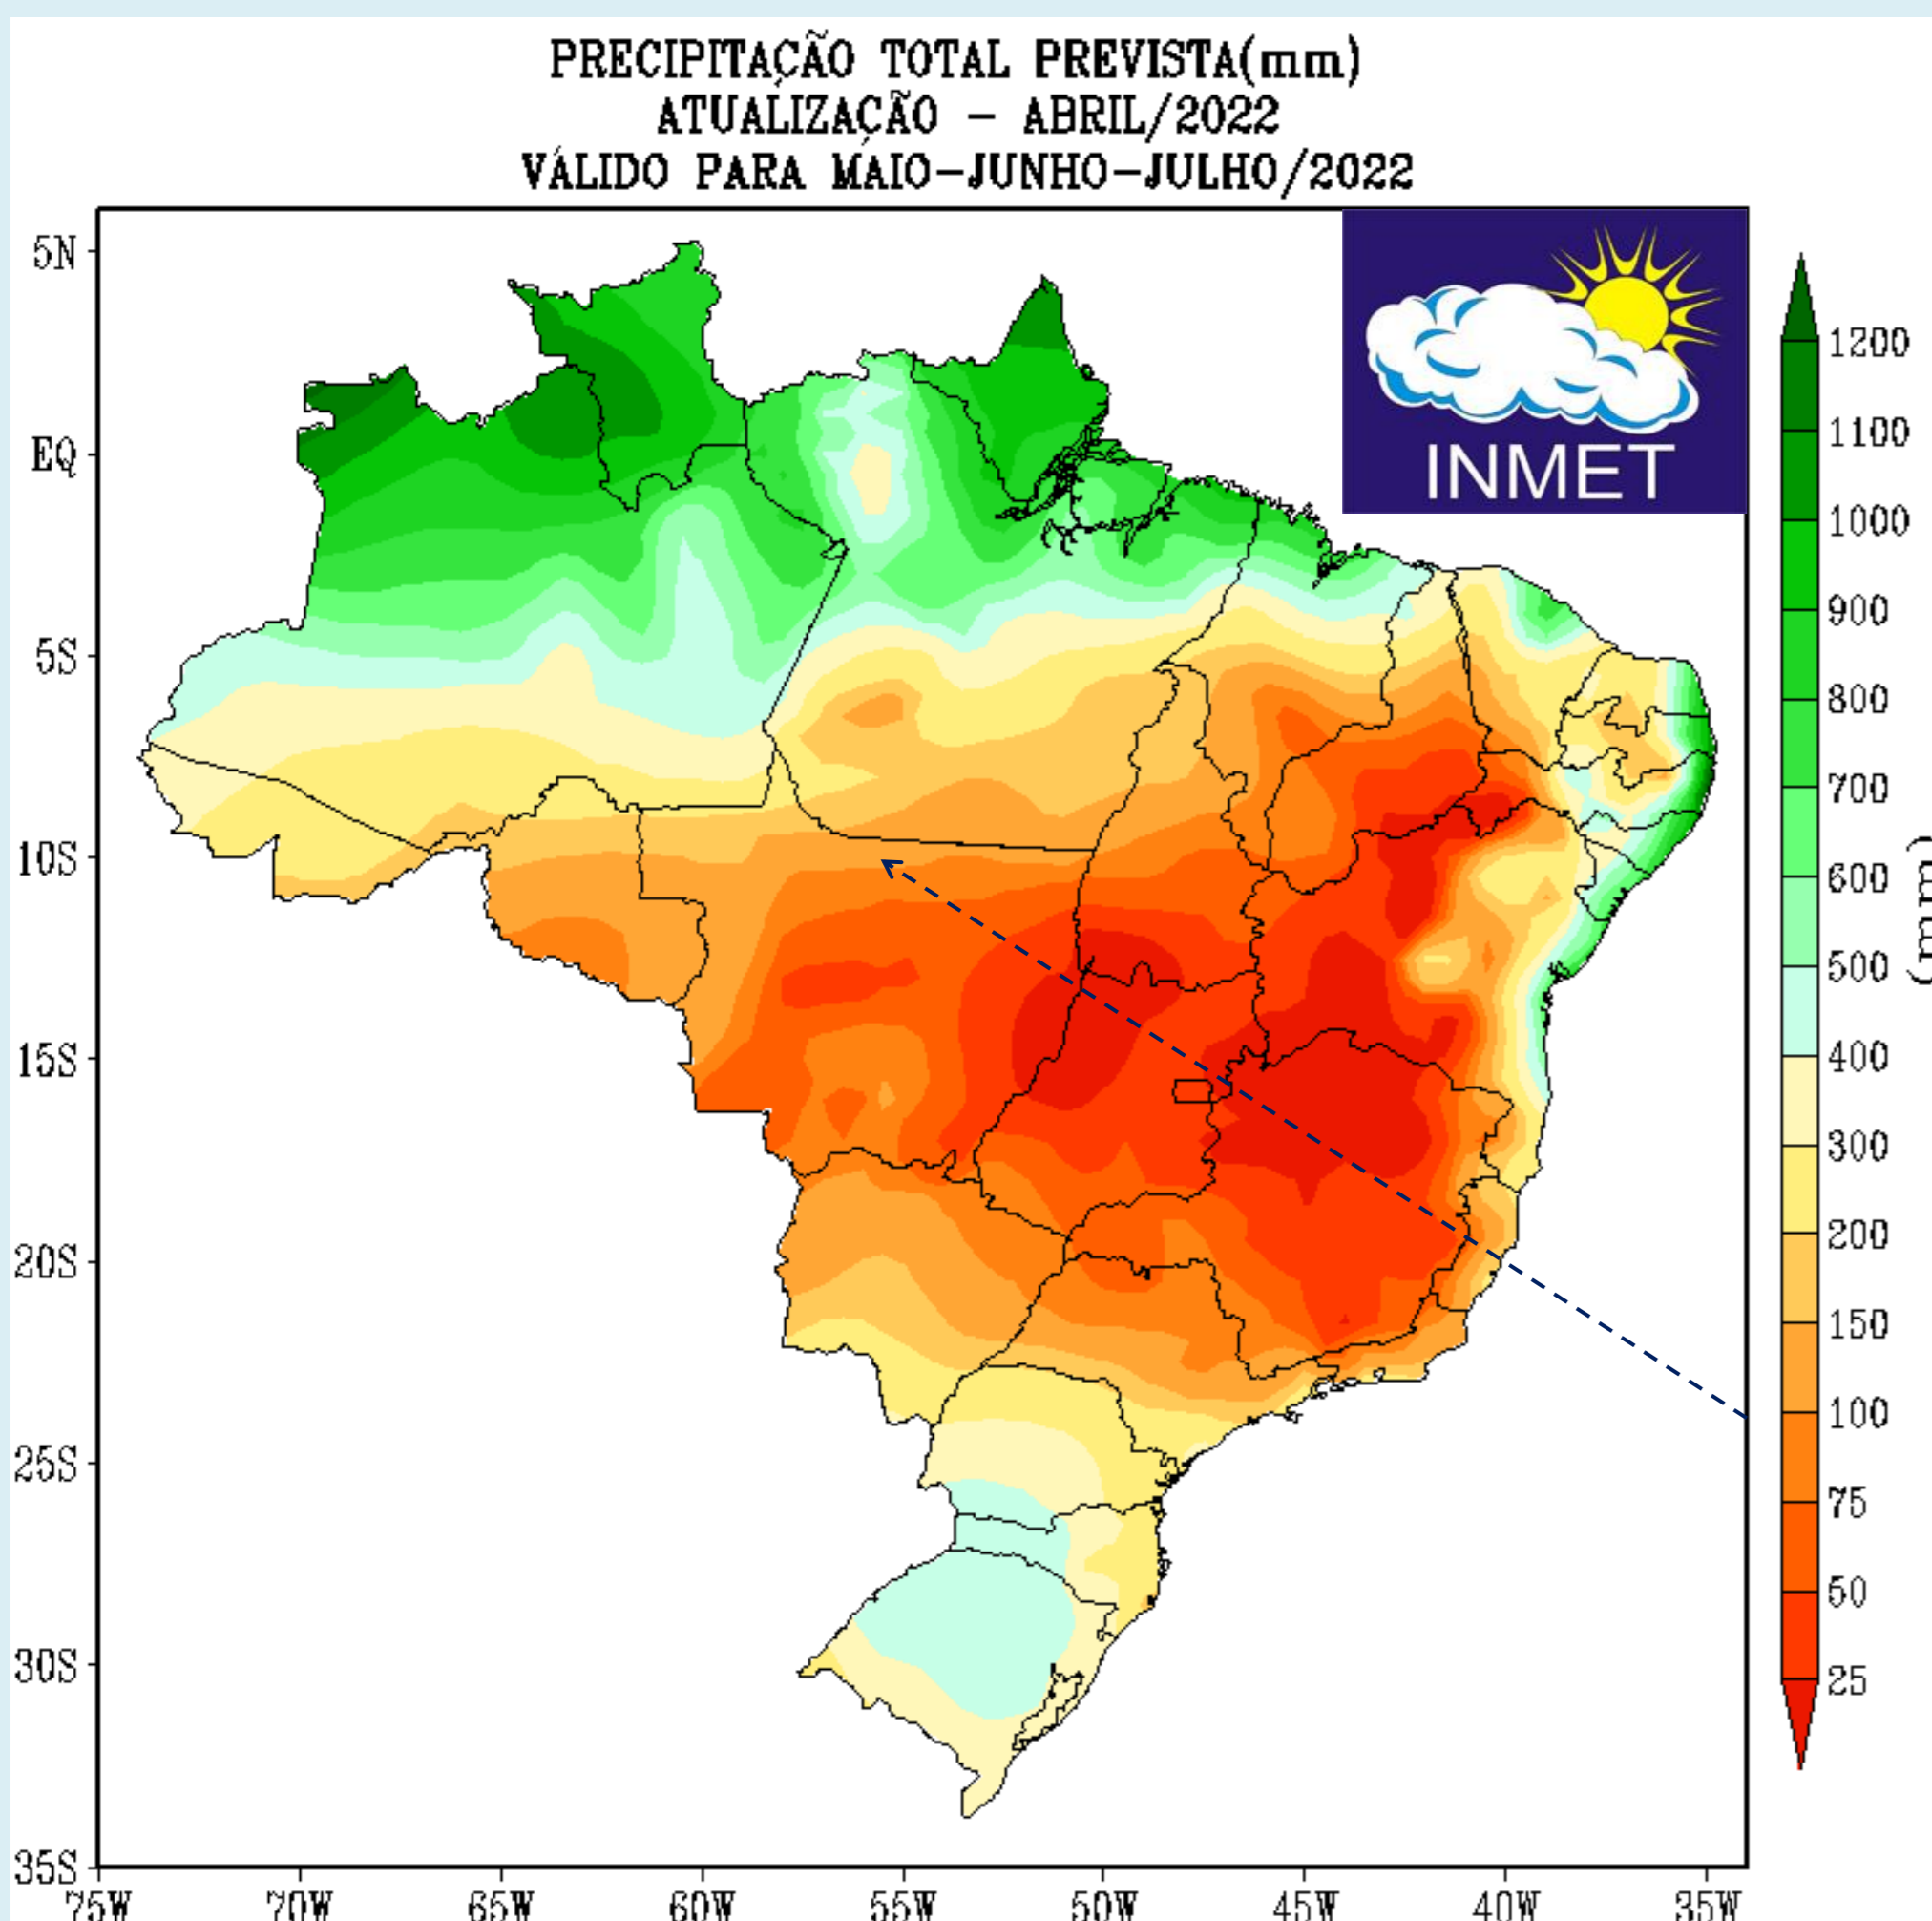 PRECIPITAÇÃO TOTAL PREVISTA(mm)
ATUALIZAÇÃO - ABRIL/2022
VÁLIDO PARA MAIO-JUNHO-JULHO/2022
INMET
5N
EQ
5S
10S
15S
20S
25S
30S
35S
75W 70W 65W 60W 55W 50W 45W 40W 35W
1200
1100
1000
900
800
700
600
500
400
300
200
150
100
75
50
25